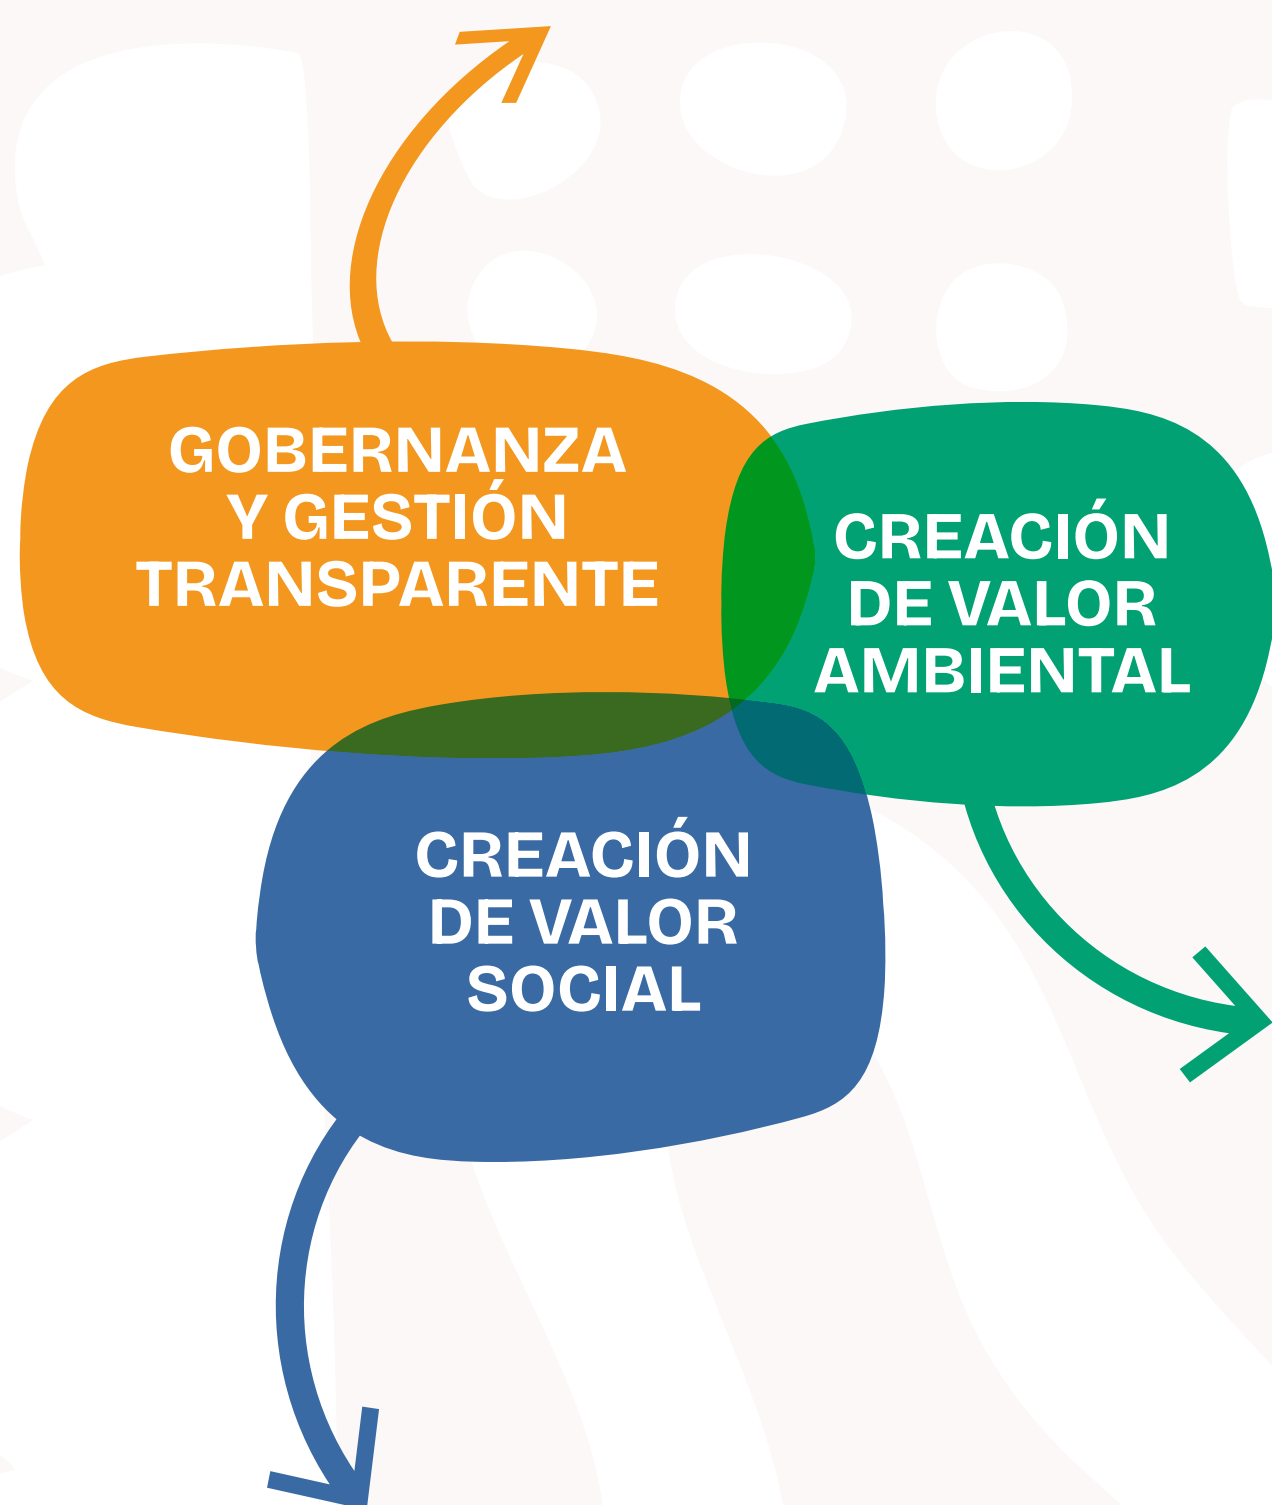 GOBERNANZA
Y GESTIÓN
TRANSPARENTE
CREACIÓN
DE VALOR
AMBIENTAL
CREACIÓN
DE VALOR
SOCIAL